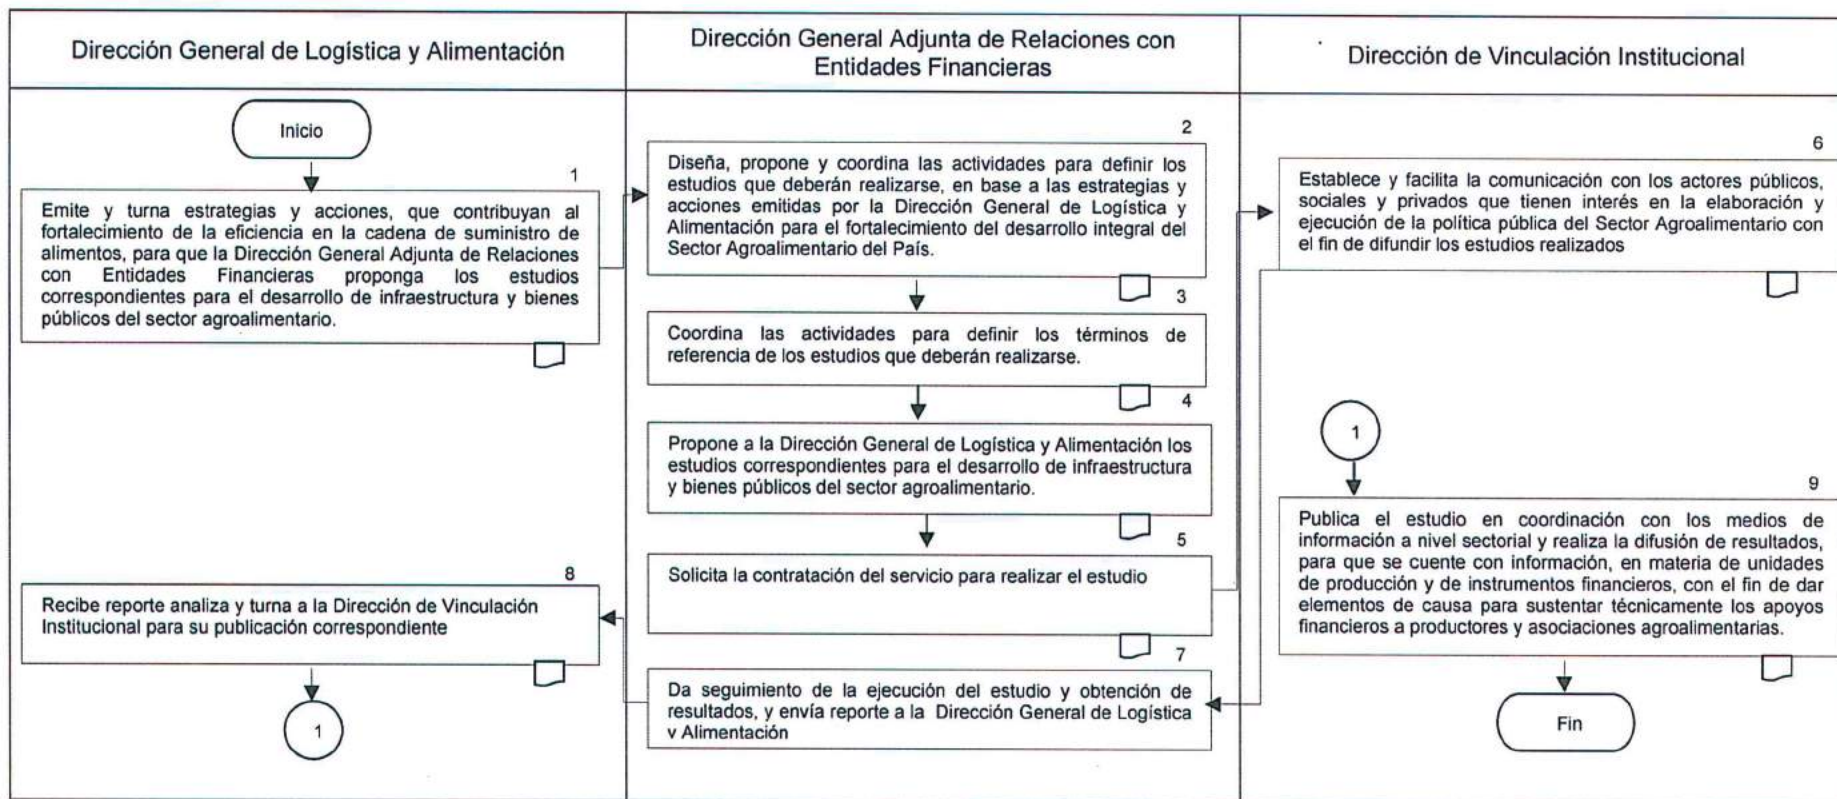 Dirección General de Logística y Alimentación
Dirección General Adjunta de Relaciones con
Entidades Financieras
Dirección de Vinculación Institucional
Inicio
1
Emite y turna estrategias y acciones, que contribuyan al
fortalecimiento de la eficiencia en la cadena de suministro de
alimentos, para que la Dirección General Adjunta de Relaciones
con Entidades Financieras proponga los estudios
correspondientes para el desarrollo de infraestructura y bienes
públicos del sector agroalimentario.
2
Diseña, propone y coordina las actividades para definir los
estudios que deberán realizarse, en base a las estrategias y
acciones emitidas por la Dirección General de Logística y
Alimentación para el fortalecimiento del desarrollo integral del
Sector Agroalimentario del País.
3
Coordina las actividades para definir los términos de
referencia de los estudios que deberán realizarse.
4
Propone a la Dirección General de Logística y Alimentación los
estudios correspondientes para el desarrollo de infraestructura
y bienes públicos del sector agroalimentario.
5
Solicita la contratación del servicio para realizar el estudio
6
Establece y facilita la comunicación con los actores públicos,
sociales y privados que tienen interés en la elaboración y
ejecución de la política pública del Sector Agroalimentario con
el fin de difundir los estudios realizados
7
Da seguimiento de la ejecución del estudio y obtención de
resultados, y envía reporte a la Dirección General de Logística
y Alimentación
8
Recibe reporte analiza y turna a la Dirección de Vinculación
Institucional para su publicación correspondiente
1
1
9
Publica el estudio en coordinación con los medios de
información a nivel sectorial y realiza la difusión de resultados,
para que se cuente con información, en materia de unidades
de producción y de instrumentos financieros, con el fin de dar
elementos de causa para sustentar técnicamente los apoyos
financieros a productores y asociaciones agroalimentarias.
Fin